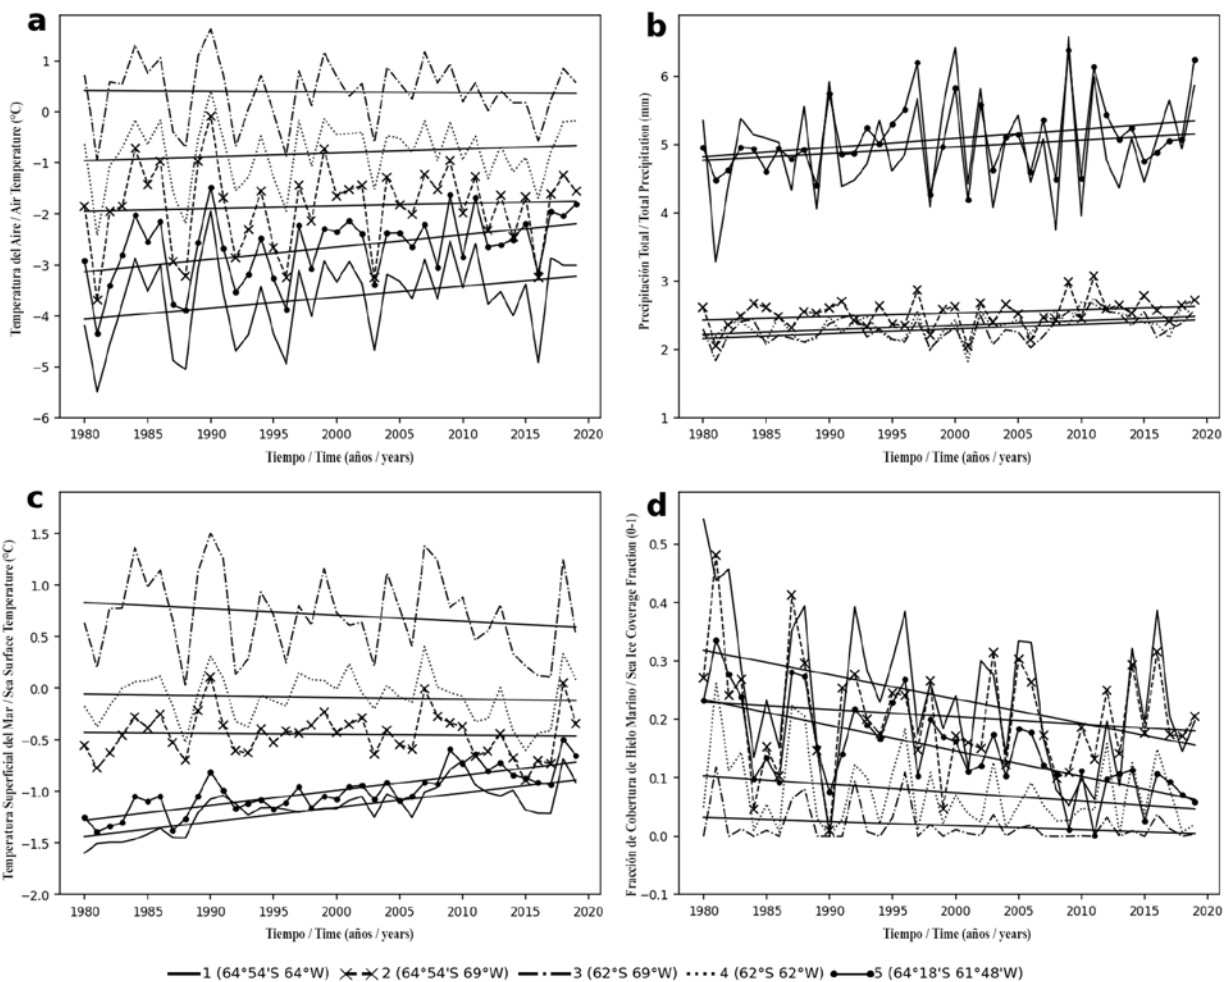 a
Temperatura del Aire / Air Temperature (°C)
1
0
−1
−2
−3
−4
−5
−6
1980 1985 1990 1995 2000 2005 2010 2015 2020
Tiempo / Time (años / years)
b
Precipitación Total / Total Precipitation (mm)
6
5
4
3
2
1
1980 1985 1990 1995 2000 2005 2010 2015 2020
Tiempo / Time (años / years)
c
Temperatura Superficial del Mar / Sea Surface Temperature (°C)
1.5
1.0
0.5
0.0
−0.5
−1.0
−1.5
−2.0
1980 1985 1990 1995 2000 2005 2010 2015 2020
Tiempo / Time (años / years)
d
Fracción de Cobertura de Hielo Marino / Sea Ice Coverage Fraction (0-1)
0.5
0.4
0.3
0.2
0.1
0.0
−0.1
1980 1985 1990 1995 2000 2005 2010 2015 2020
Tiempo / Time (años / years)
1 (64°54'S 64°W) 2 (64°54'S 69°W) 3 (62°S 69°W) 4 (62°S 62°W) 5 (64°18'S 61°48'W)